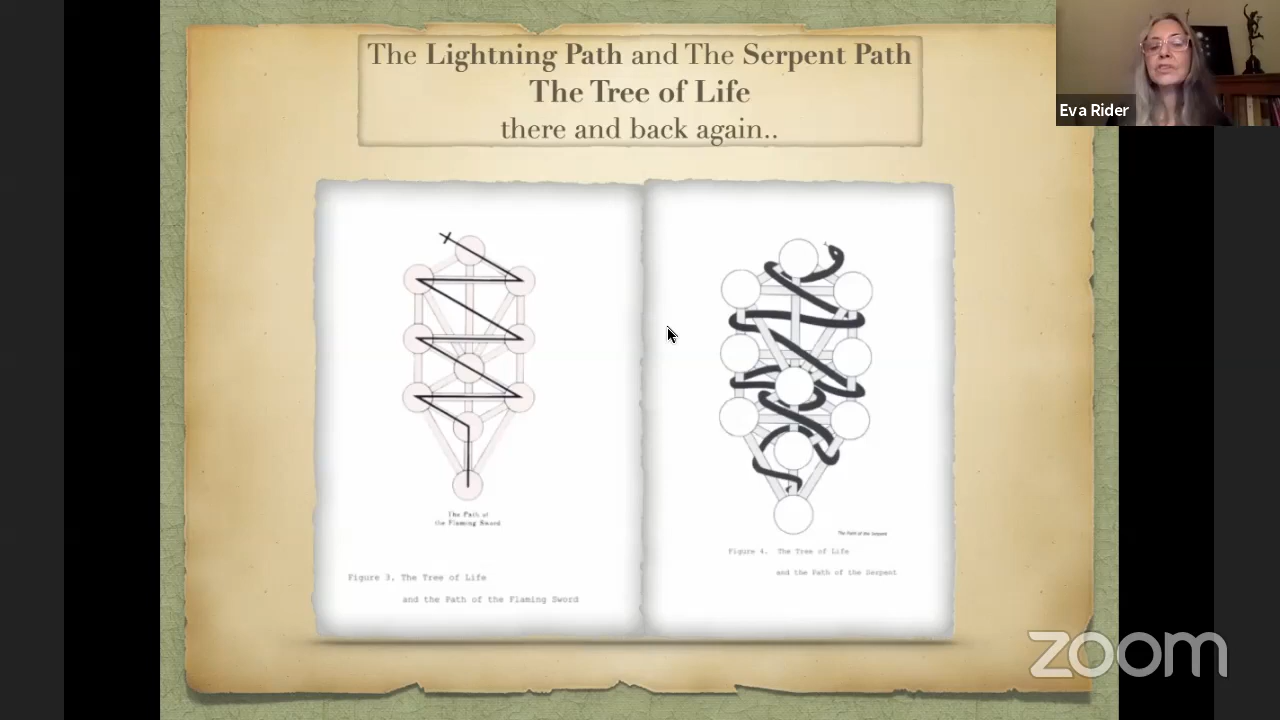 The Lightning Path and The Serpent Path
The Tree of Life
there and back again..
Eva Rider
The Path of
the Flaming Sword
Figure 3. The Tree of Life
and the Path of the Flaming Sword
The Path of the Serpent
Figure 4. The Tree of Life
and the Path of the Serpent
zoom